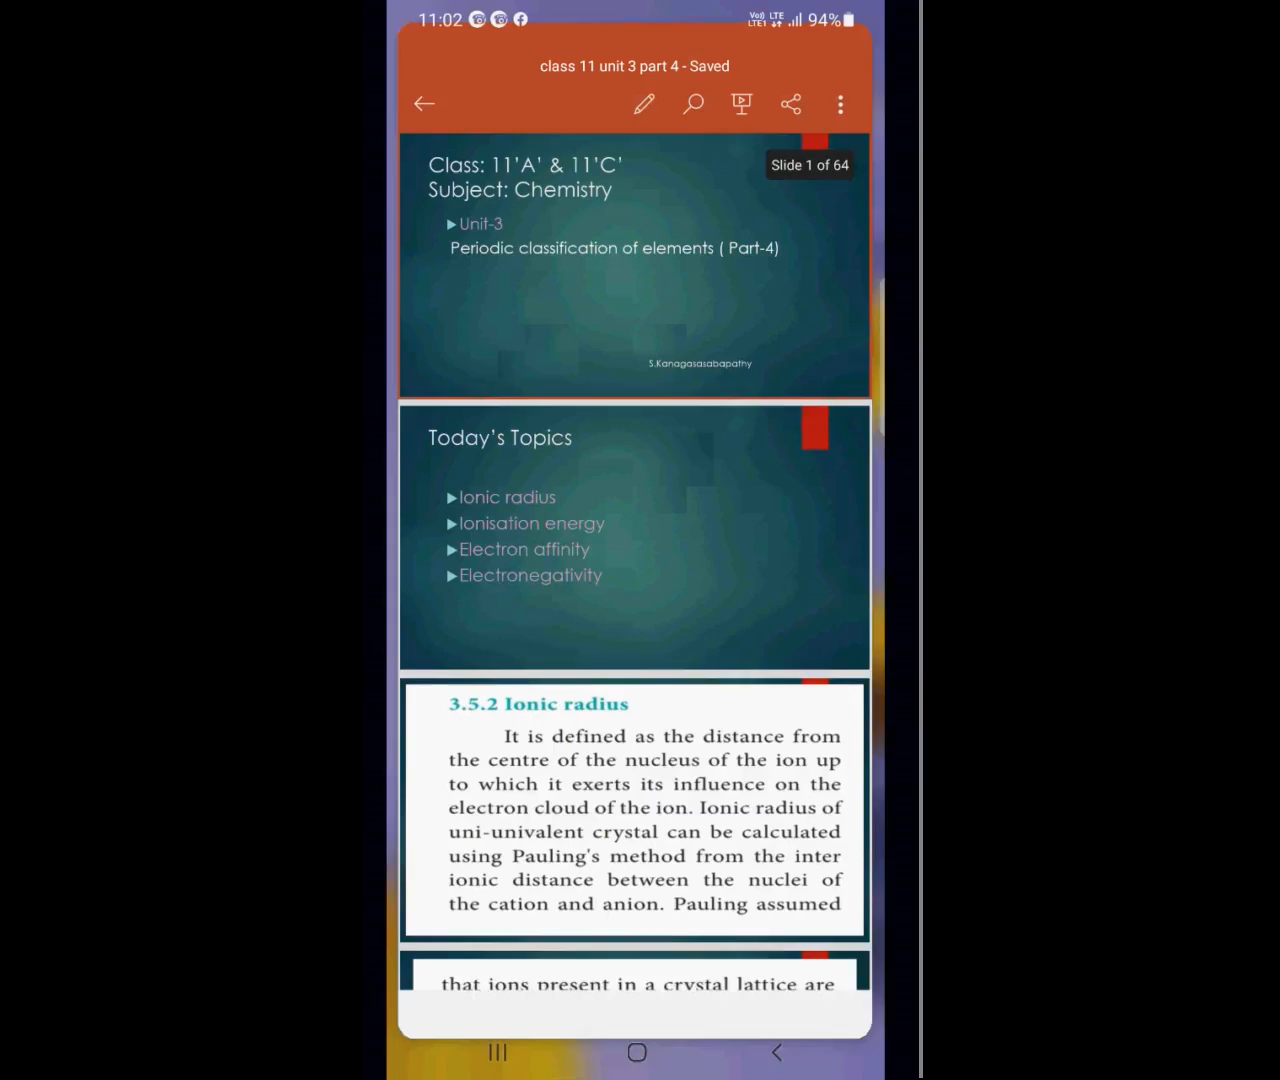 11:02
Vo)) LTE
LTE1
94%
class 11 unit 3 part 4 - Saved
Class: 11'A' & 11'C'
Slide 1 of 64
Subject: Chemistry
Unit-3
Periodic classification of elements ( Part-4)
S.Kanagasasabapathy
Today's Topics
Ionic radius
Ionisation energy
Electron affinity
Electronegativity
3.5.2 Ionic radius
It is defined as the distance from
the centre of the nucleus of the ion up
to which it exerts its influence on the
electron cloud of the ion. Ionic radius of
uni-univalent crystal can be calculated
using Pauling's method from the inter
ionic distance between the nuclei of
the cation and anion. Pauling assumed
that ions present in a crystal lattice are